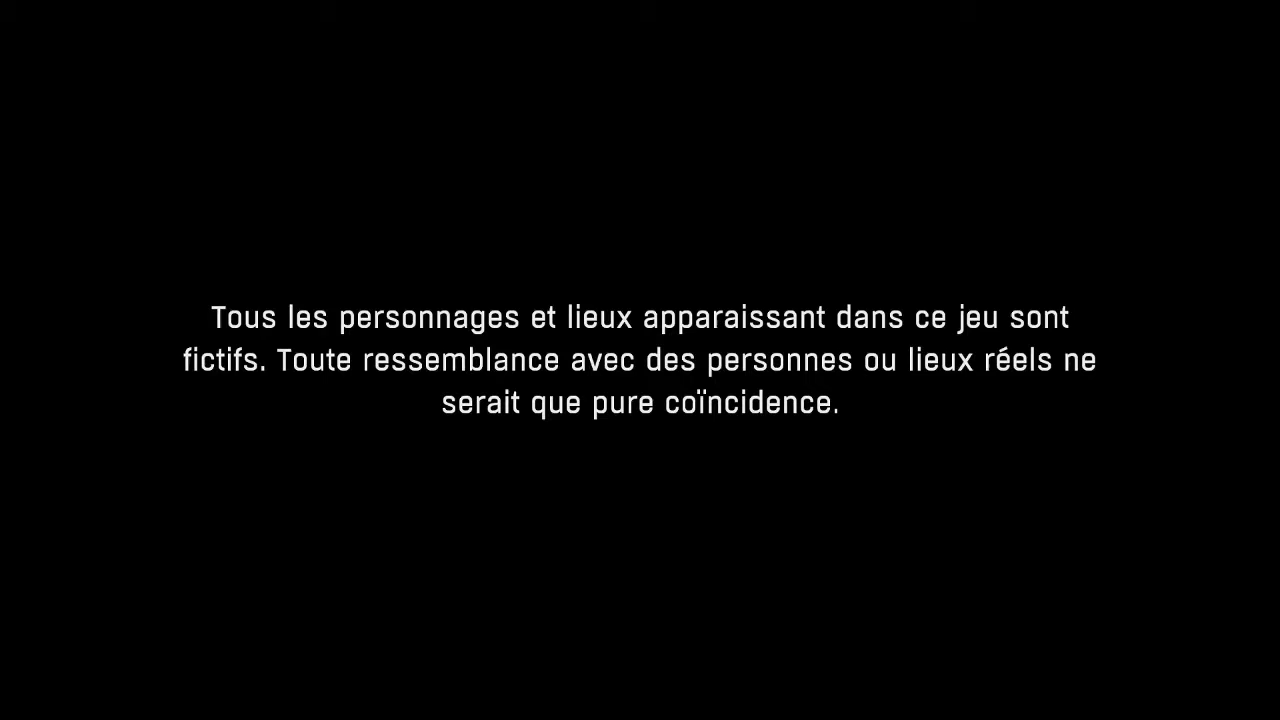 Tous les personnages et lieux apparaissant dans ce jeu sont
fictifs. Toute ressemblance avec des personnes ou lieux réels ne
serait que pure coïncidence.